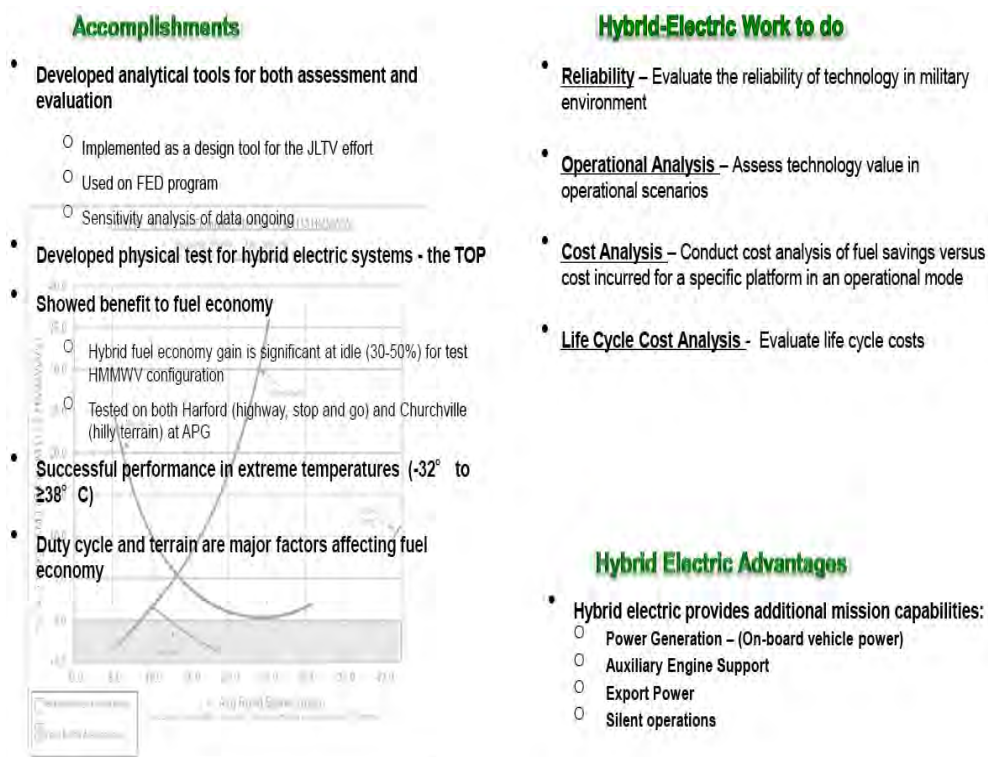 Accomplishments
• Developed analytical tools for both assessment and
evaluation
○ Implemented as a design tool for the JLTV effort
○ Used on FED program
○ Sensitivity analysis of data ongoing
• Developed physical test for hybrid electric systems - the TOP
• Showed benefit to fuel economy
○ Hybrid fuel economy gain is significant at idle (30-50%) for test
HMMWV configuration
○ Tested on both Harford (highway, stop and go) and Churchville
(hilly terrain) at APG
• Successful performance in extreme temperatures (-32° to
≥38° C)
• Duty cycle and terrain are major factors affecting fuel
economy
Hybrid-Electric Work to do
• Reliability – Evaluate the reliability of technology in military
environment
• Operational Analysis – Assess technology value in
operational scenarios
• Cost Analysis – Conduct cost analysis of fuel savings versus
cost incurred for a specific platform in an operational mode
• Life Cycle Cost Analysis - Evaluate life cycle costs
Hybrid Electric Advantages
• Hybrid electric provides additional mission capabilities:
○ Power Generation – (On-board vehicle power)
○ Auxiliary Engine Support
○ Export Power
○ Silent operations